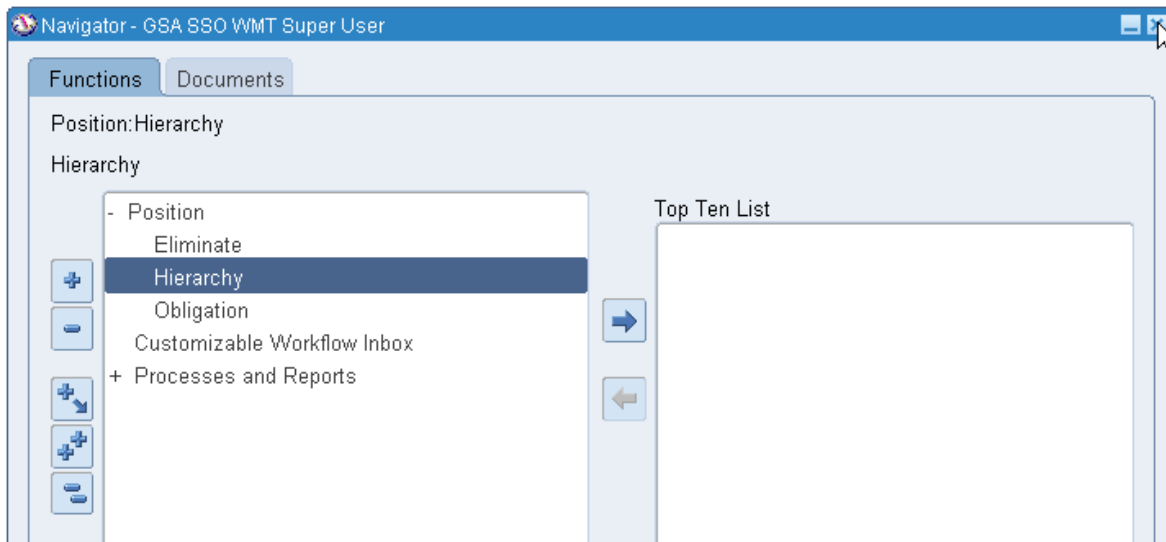 Navigator - GSA SSO WMT Super User
Functions Documents
Position:Hierarchy
Hierarchy
- Position
Eliminate
Hierarchy
Obligation
Customizable Workflow Inbox
+ Processes and Reports
Top Ten List